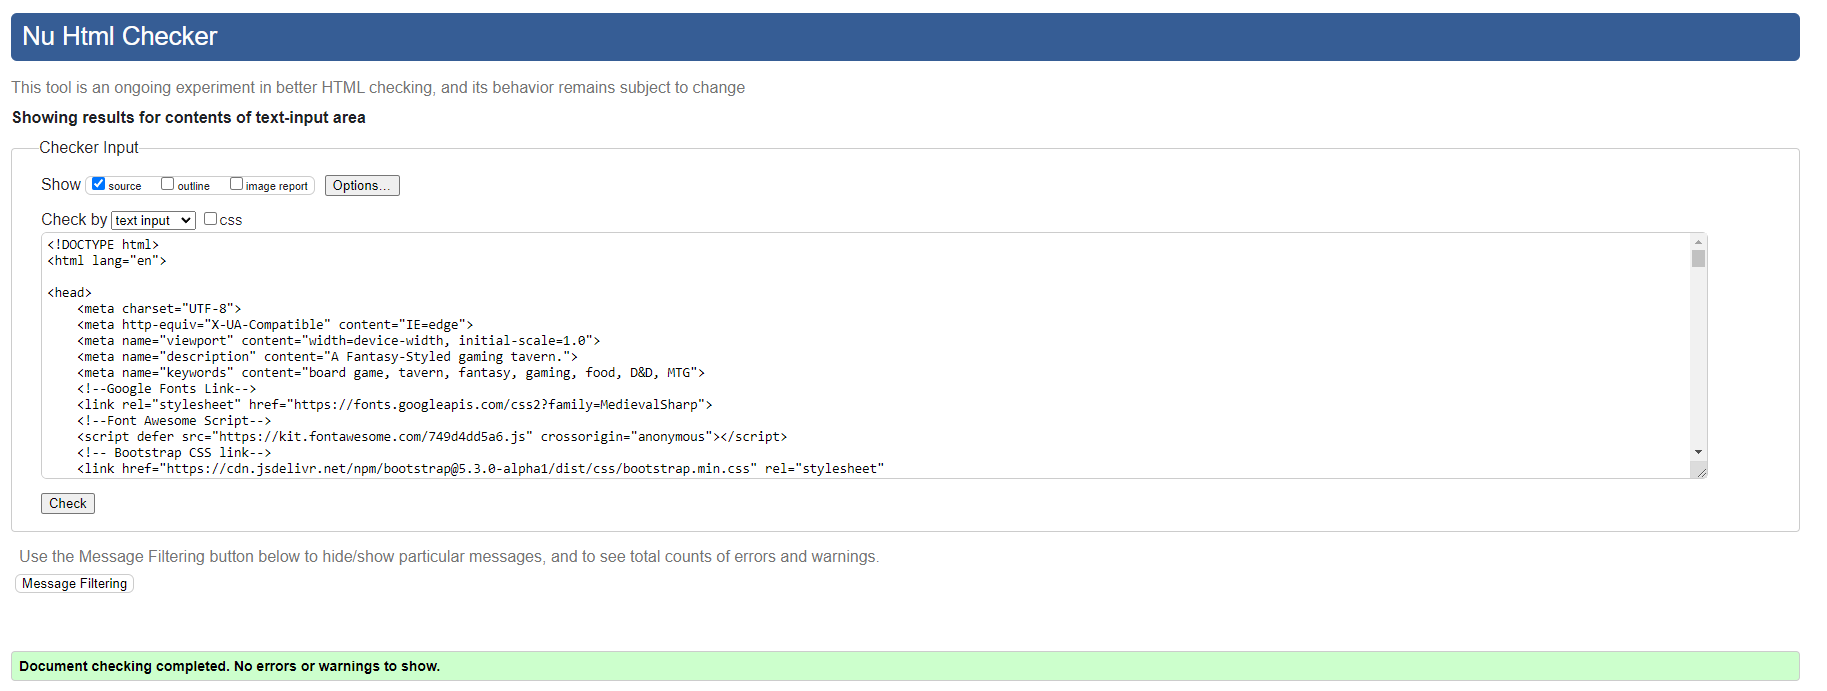 Nu Html Checker
This tool is an ongoing experiment in better HTML checking, and its behavior remains subject to change
Showing results for contents of text-input area
Checker Input
Show source outline image report Options...
Check by text input css
<!DOCTYPE html>
<html lang="en">
<head>
<meta charset="UTF-8">
<meta http-equiv="X-UA-Compatible" content="IE=edge">
<meta name="viewport" content="width=device-width, initial-scale=1.0">
<meta name="description" content="A Fantasy-Styled gaming tavern.">
<meta name="keywords" content="board game, tavern, fantasy, gaming, food, D&D, MTG">
<!--Google Fonts Link-->
<link rel="stylesheet" href="https://fonts.googleapis.com/css2?family=MedievalSharp">
<!--Font Awesome Script-->
<script defer src="https://kit.fontawesome.com/749d4dd5a6.js" crossorigin="anonymous"></script>
<!-- Bootstrap CSS link-->
<link href="https://cdn.jsdelivr.net/npm/bootstrap@5.3.0-alpha1/dist/css/bootstrap.min.css" rel="stylesheet"
Check
Use the Message Filtering button below to hide/show particular messages, and to see total counts of errors and warnings.
Message Filtering
Document checking completed. No errors or warnings to show.